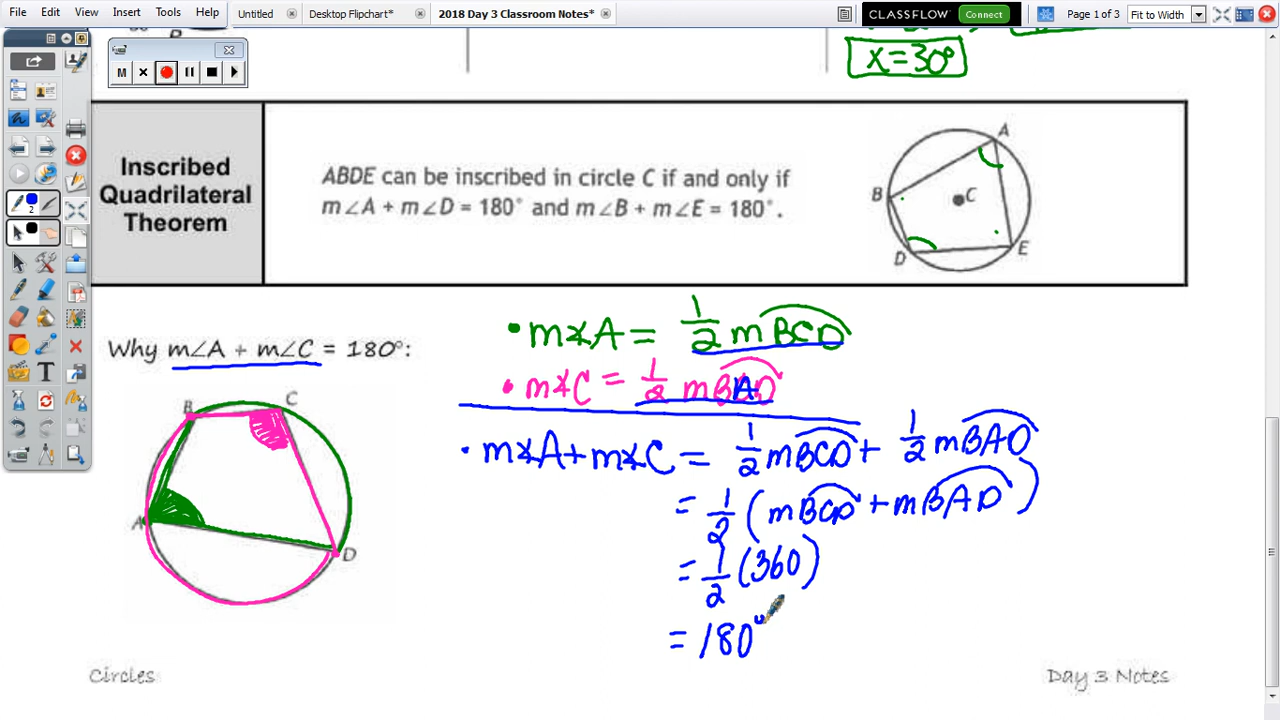 File Edit View Insert Tools Help
Untitled Desktop Flipchart* 2018 Day 3 Classroom Notes*
CLASSFLOW Connect
Page 1 of 3 Fit to Width
M
x = 30°
Inscribed
Quadrilateral
Theorem
ABDE can be inscribed in circle C if and only if
m∠A + m∠D = 180° and m∠B + m∠E = 180°.
A
B
C
D
E
2
T
Why m∠A + m∠C = 180°:
• m∡A = 1/2 mBCD
• m∡C = 1/2 mBAD
• m∡A + m∡C = 1/2 mBCD + 1/2 mBAD
= 1/2 (mBCD + mBAD)
= 1/2 (360)
= 180°
B
C
A
D
Circles
Day 3 Notes